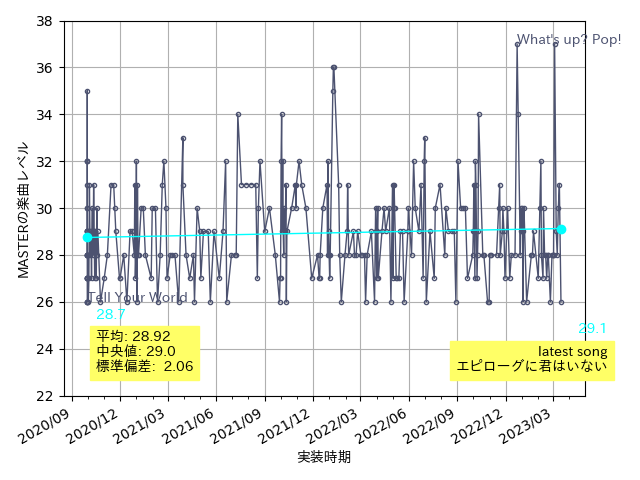 38
36
34
32
30
28
26
24
22
MASTERの楽曲レベル
What's up? Pop!
Tell Your World
28.7
29.1
平均: 28.92
中央値: 29.0
標準偏差: 2.06
latest song
エピローグに君はいない
2020/09
2020/12
2021/03
2021/06
2021/09
2021/12
2022/03
2022/06
2022/09
2022/12
2023/03
実装時期